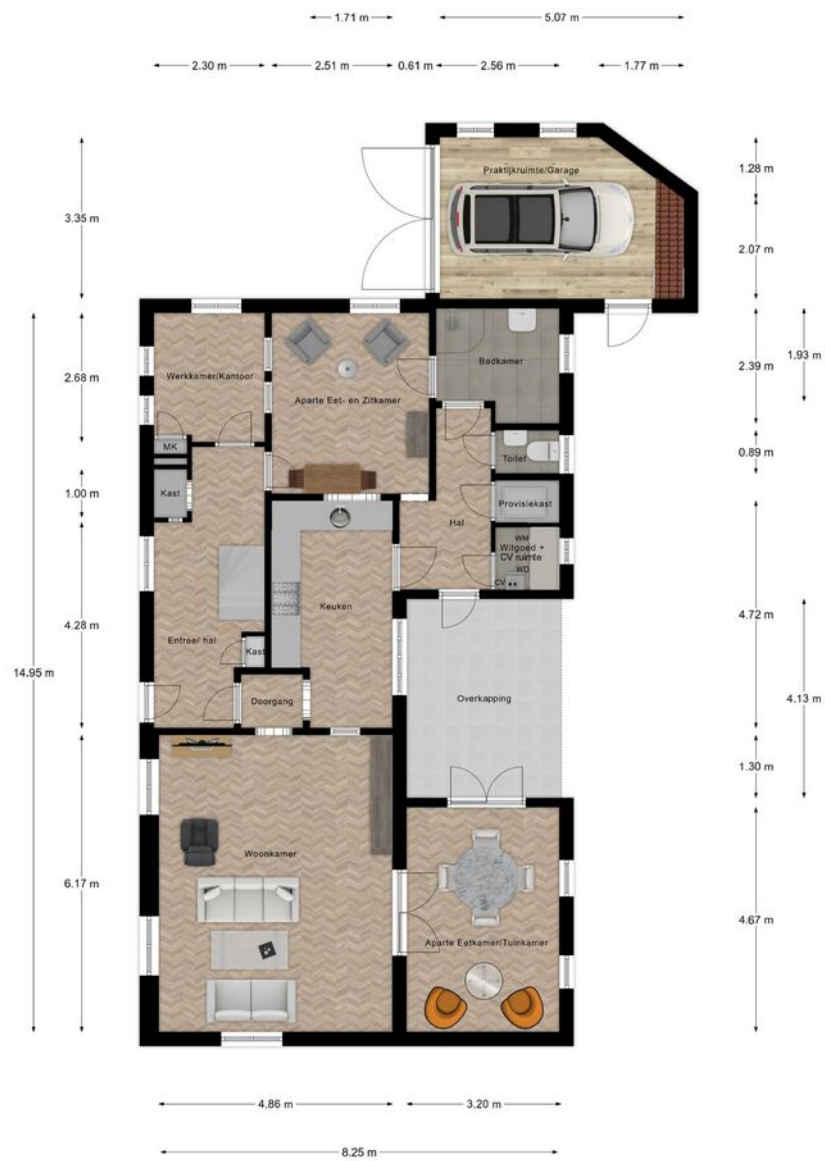 1.71 m
5.07 m
2.30 m
2.51 m
0.61 m
2.56 m
1.77 m
Praktijkruimte/Garage
1.28 m
3.35 m
2.07 m
Badkamer
2.39 m
1.93 m
Werkkamer/Kantoor
2.68 m
Aparte Eet- en Zitkamer
MK
Toilet
0.89 m
Kast
1.00 m
Provisiekast
Hal
WM
Witgoed +
CV ruimte
WD
CV
Keuken
4.72 m
4.28 m
Entree/ hal
Kast
14.95 m
Doorgang
Overkapping
4.13 m
1.30 m
Woonkamer
6.17 m
4.67 m
Aparte Eetkamer/Tuinkamer
4.86 m
3.20 m
8.25 m